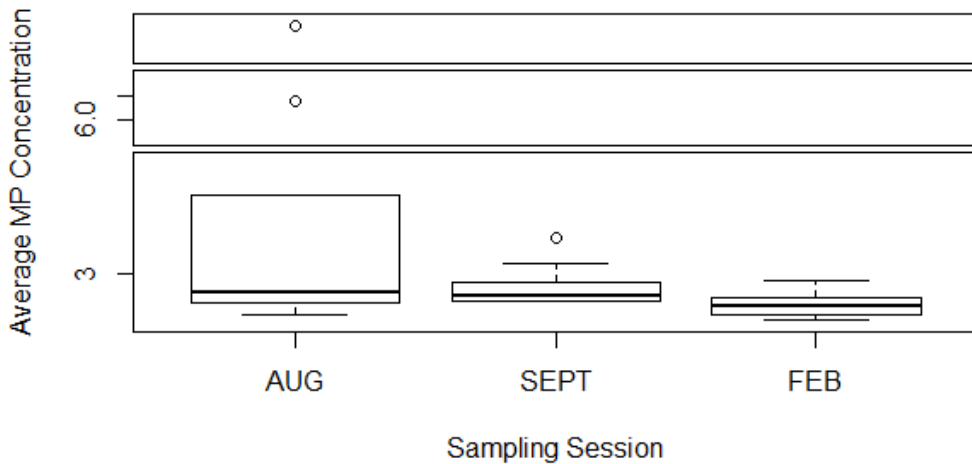 Average MP Concentration
6.0
3
AUG SEPT FEB
Sampling Session